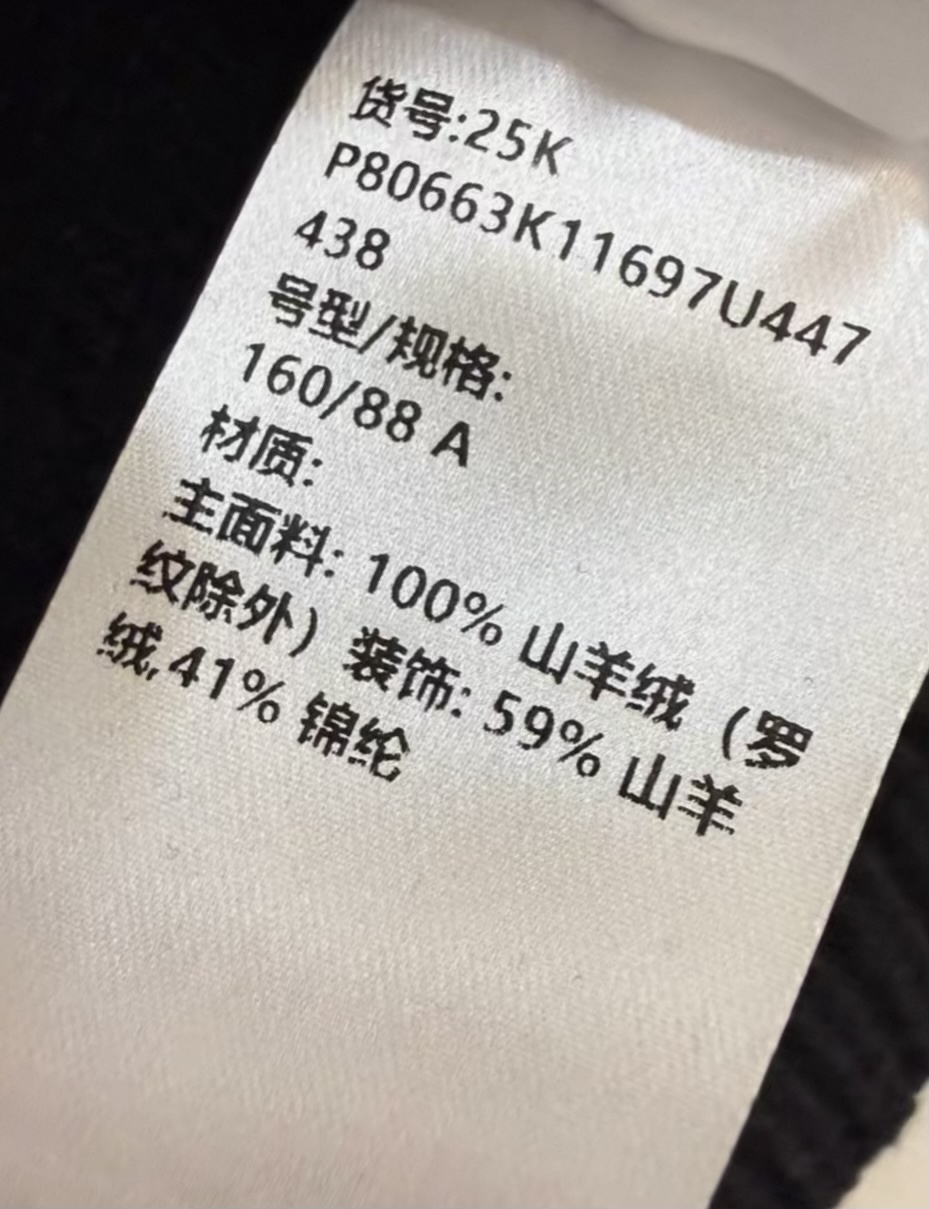 货号:25K
P80663K11697U447
438
号型/规格:
160/88 A
材质:
主面料: 100% 山羊绒（罗
纹除外）装饰: 59% 山羊
绒,41% 锦纶